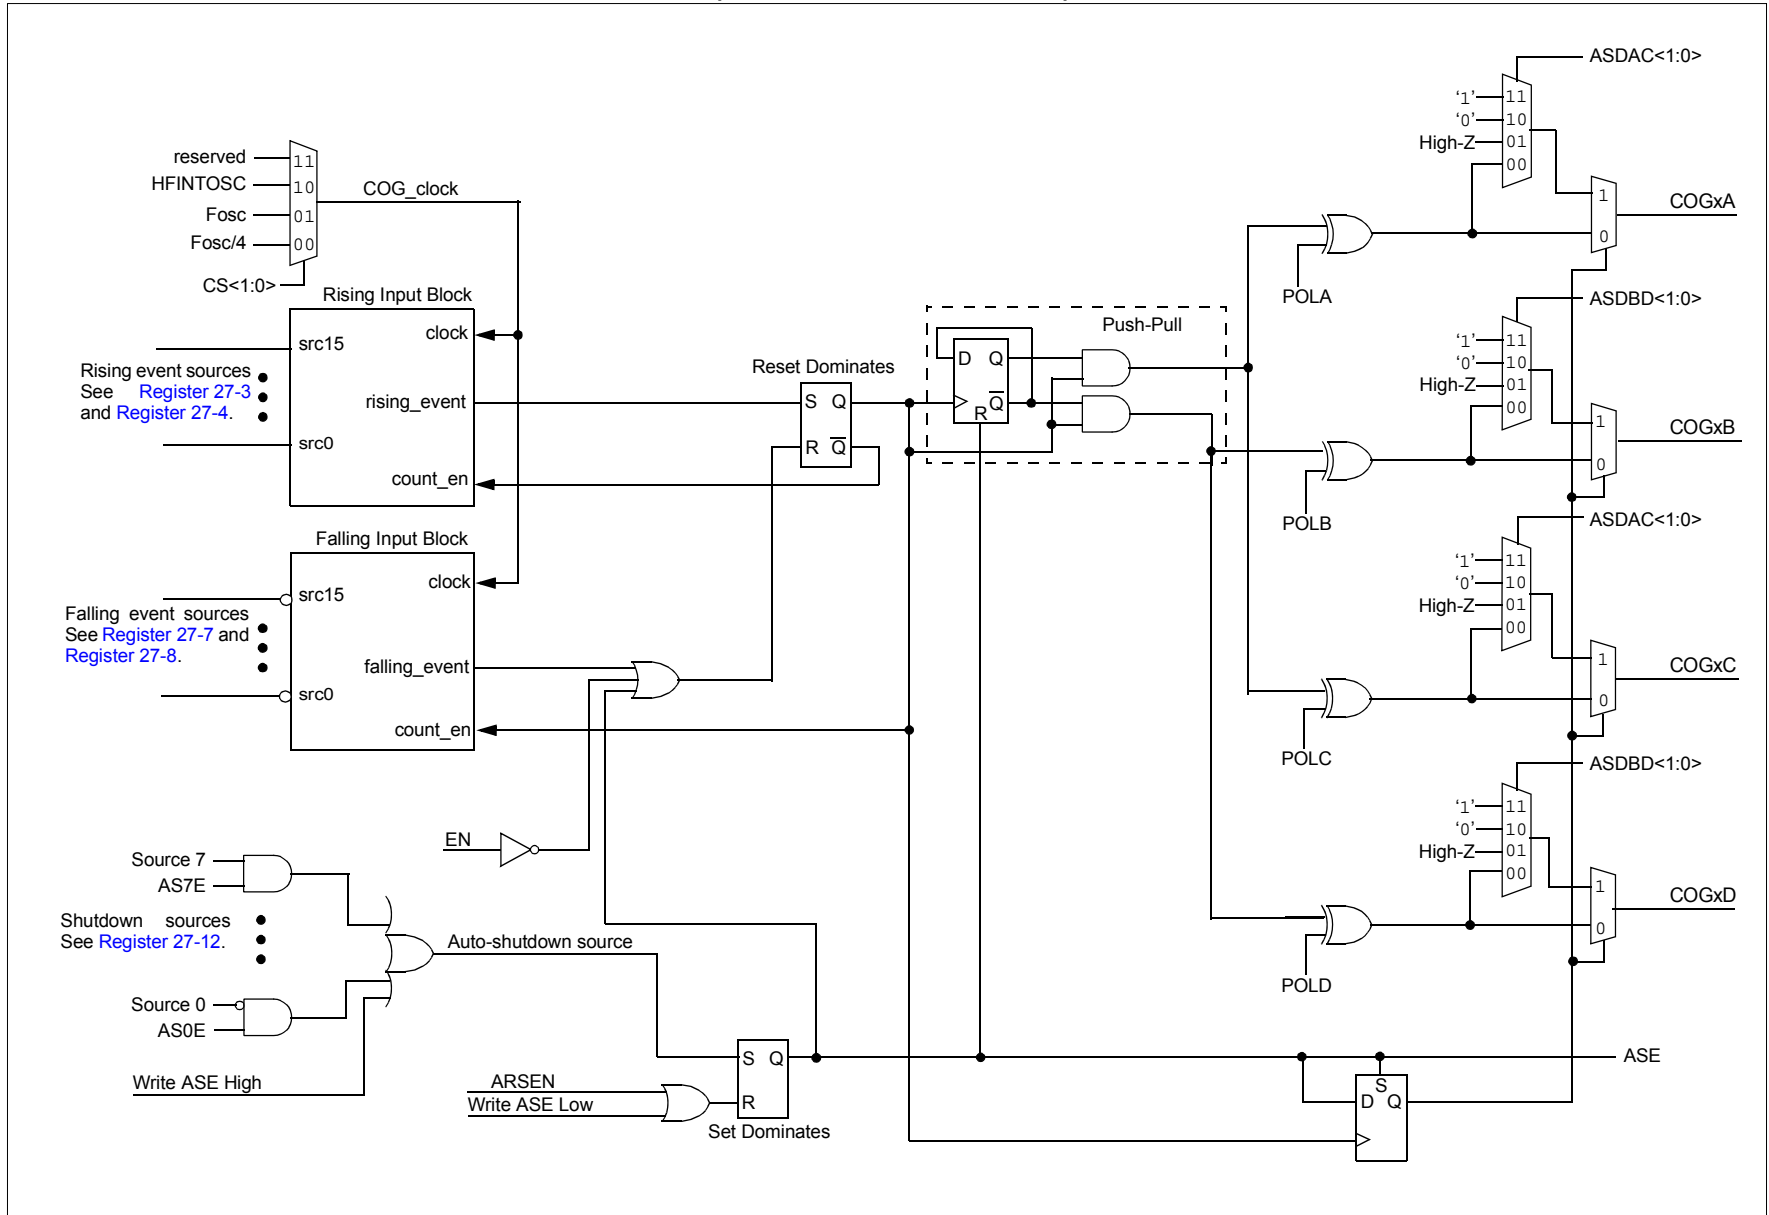 ASDAC<1:0>
'1' 11
'0' 10
High-Z 01
00
reserved 11
HFINTOSC 10
Fosc 01
Fosc/4 00
CS<1:0>
COG_clock
1
0
COGxA
POLA
Rising Input Block
clock
src15
Rising event sources
See Register 27-3
and Register 27-4.
rising_event
src0
count_en
Reset Dominates
S Q
R Q
Push-Pull
D Q
R Q
ASDBD<1:0>
'1' 11
'0' 10
High-Z 01
00
1
0
COGxB
POLB
Falling Input Block
clock
src15
Falling event sources
See Register 27-7 and
Register 27-8.
falling_event
src0
count_en
ASDAC<1:0>
'1' 11
'0' 10
High-Z 01
00
1
0
COGxC
POLC
EN
ASDBD<1:0>
'1' 11
'0' 10
High-Z 01
00
1
0
COGxD
POLD
Source 7
AS7E
Shutdown sources
See Register 27-12.
Auto-shutdown source
Source 0
AS0E
Write ASE High
ARSEN
Write ASE Low
S Q
R
Set Dominates
ASE
S
D Q